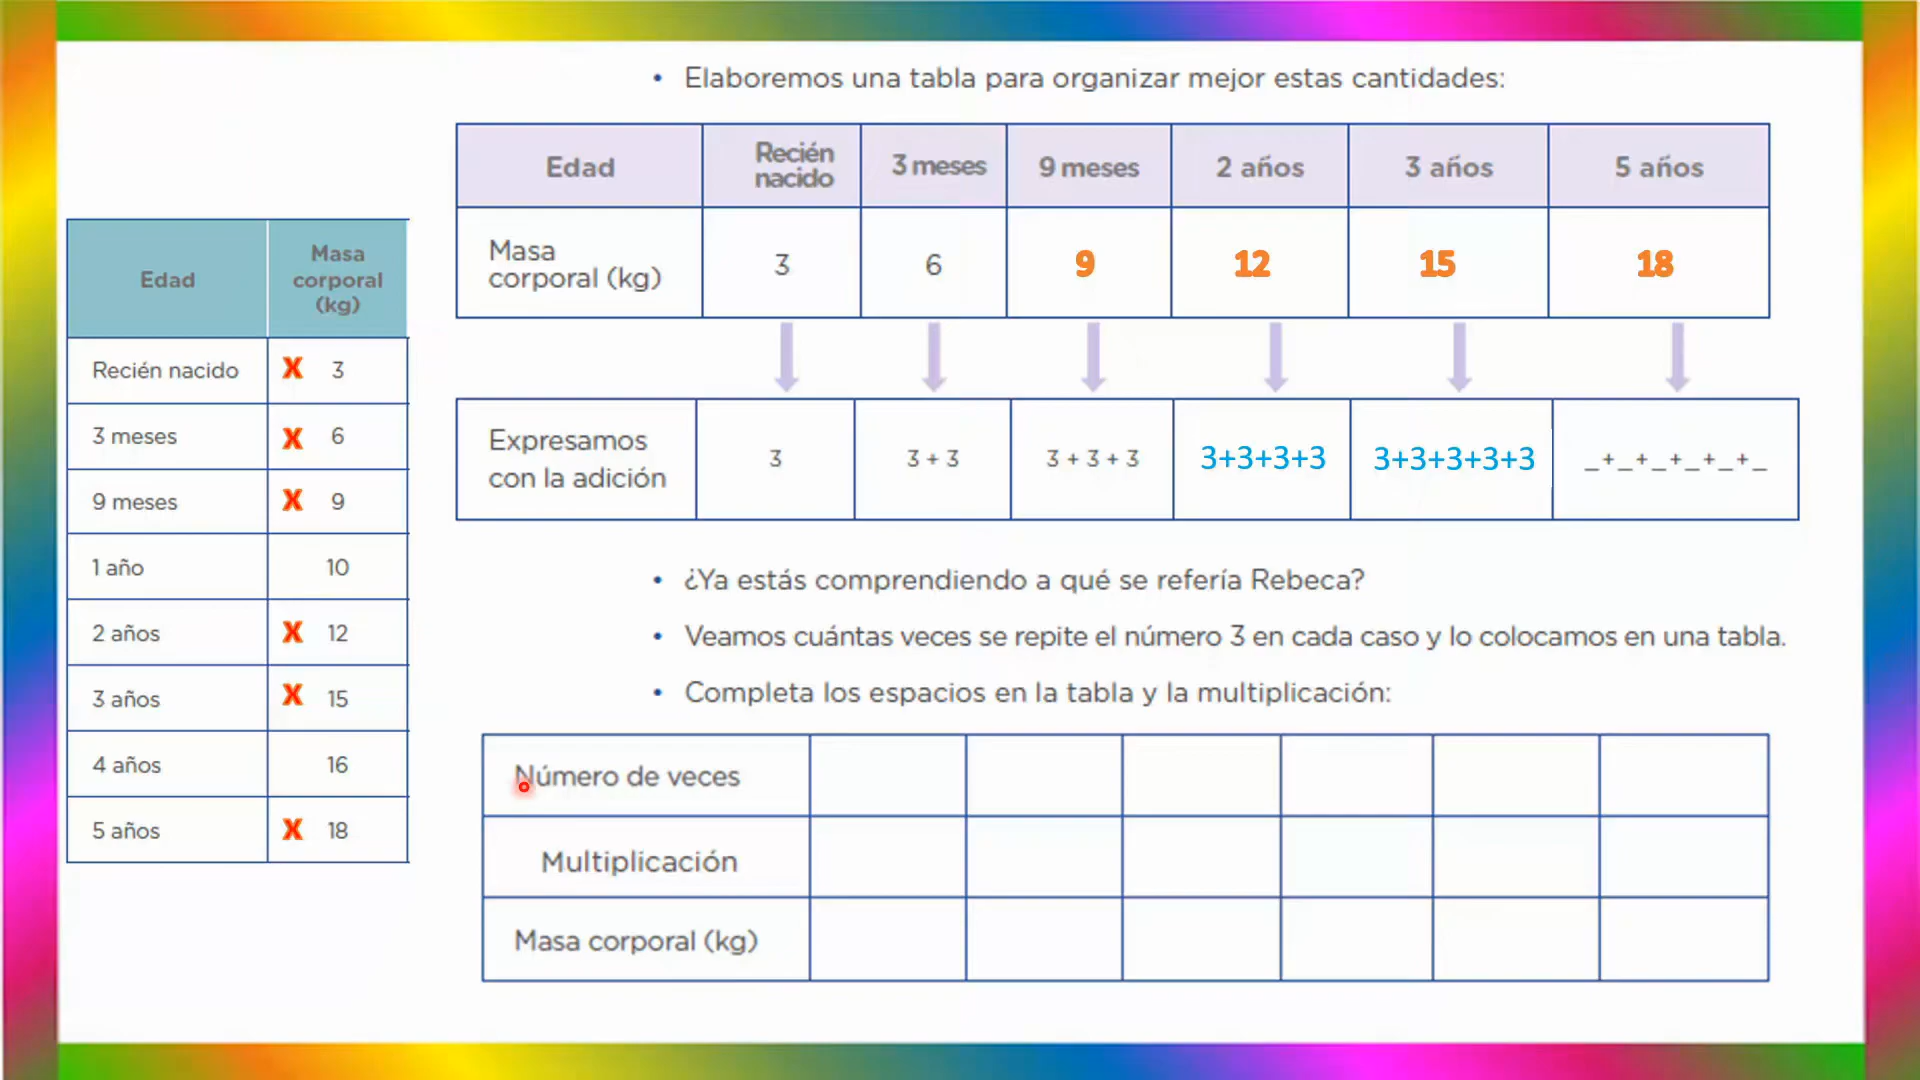 • Elaboremos una tabla para organizar mejor estas cantidades:
Edad
Masa
corporal
(kg)
Recién nacido X 3
3 meses X 6
9 meses X 9
1 año 10
2 años X 12
3 años X 15
4 años 16
5 años X 18
Edad Recién nacido 3 meses 9 meses 2 años 3 años 5 años
Masa
corporal (kg) 3 6 9 12 15 18
Expresamos
con la adición 3 3 + 3 3 + 3 + 3 3+3+3+3 3+3+3+3+3 _+_+_+_+_+_
• ¿Ya estás comprendiendo a qué se refería Rebeca?
• Veamos cuántas veces se repite el número 3 en cada caso y lo colocamos en una tabla.
• Completa los espacios en la tabla y la multiplicación:
Número de veces
Multiplicación
Masa corporal (kg)